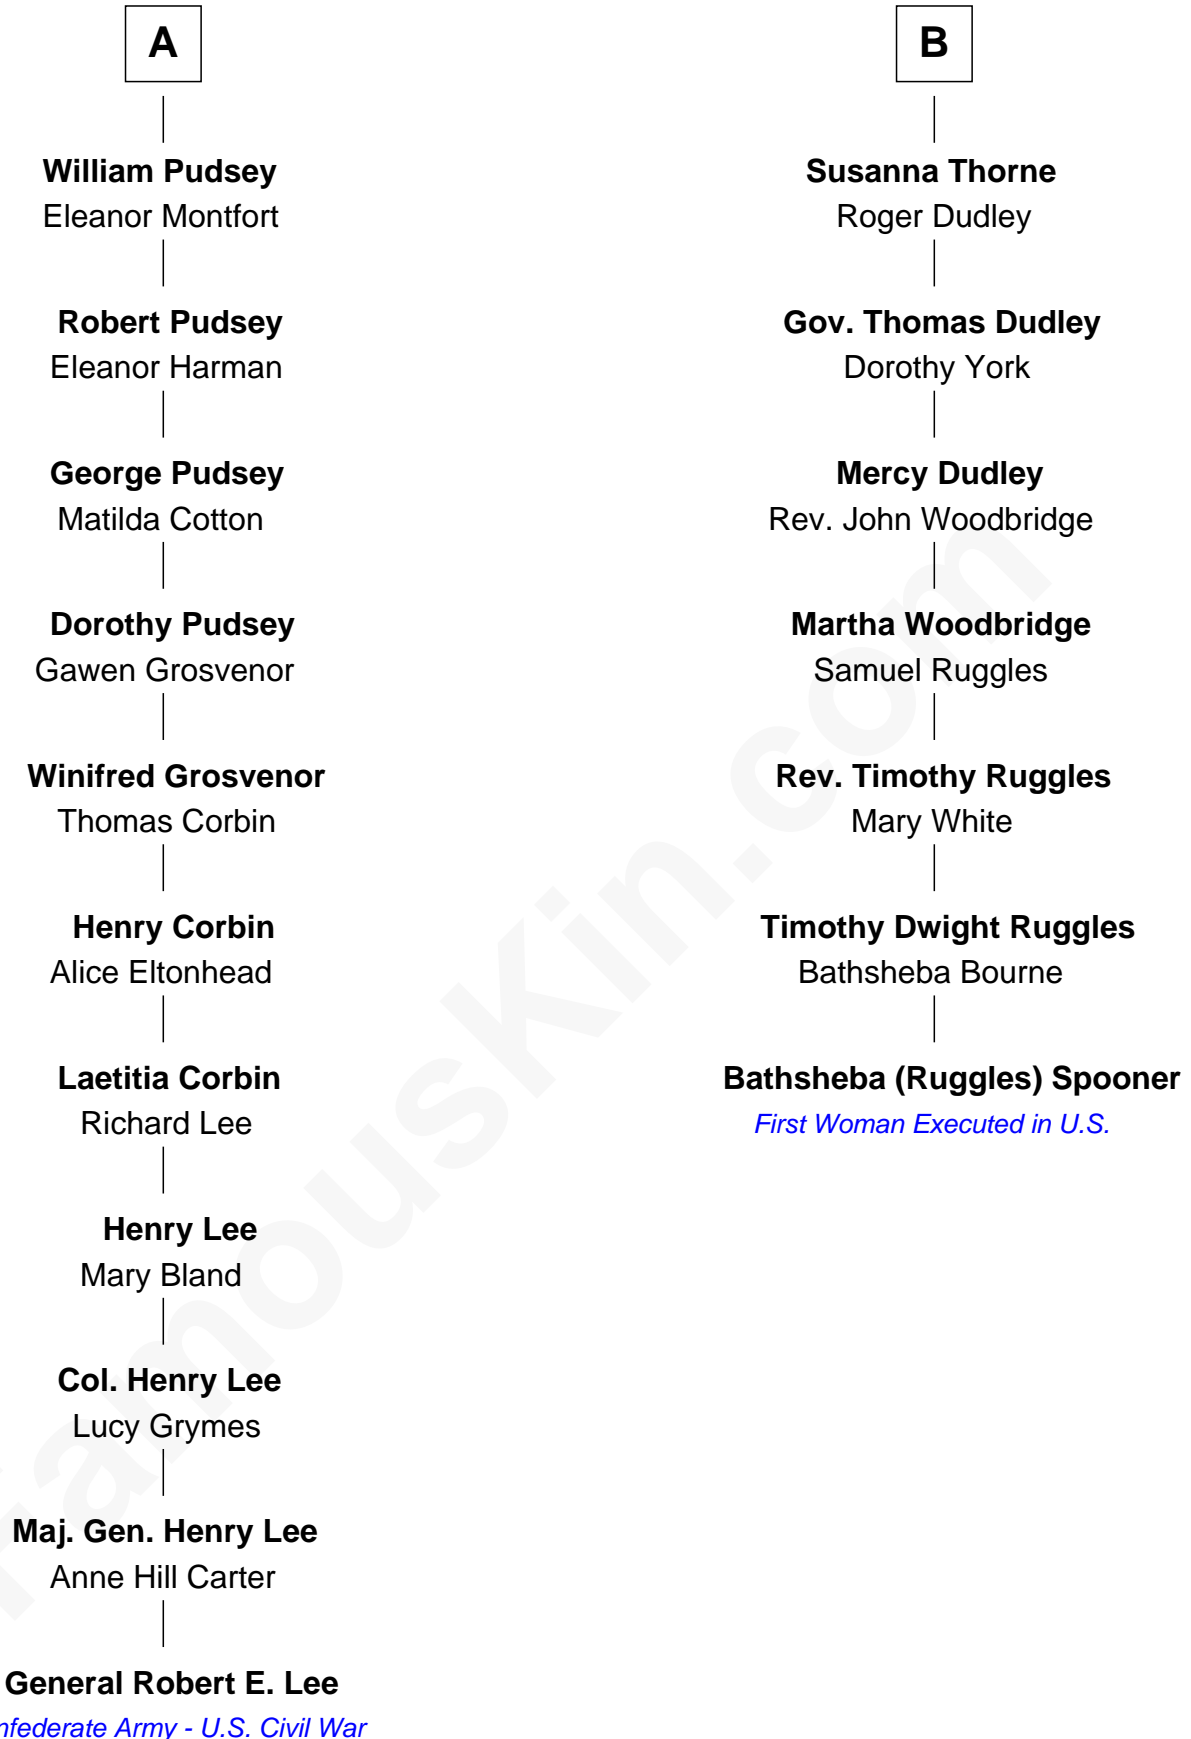 A
William Pudsey
Eleanor Montfort
Robert Pudsey
Eleanor Harman
George Pudsey
Matilda Cotton
Dorothy Pudsey
Gawen Grosvenor
Winifred Grosvenor
Thomas Corbin
Henry Corbin
Alice Eltonhead
Laetitia Corbin
Richard Lee
Henry Lee
Mary Bland
Col. Henry Lee
Lucy Grymes
Maj. Gen. Henry Lee
Anne Hill Carter
General Robert E. Lee
nfederate Army - U.S. Civil War
B
Susanna Thorne
Roger Dudley
Gov. Thomas Dudley
Dorothy York
Mercy Dudley
Rev. John Woodbridge
Martha Woodbridge
Samuel Ruggles
Rev. Timothy Ruggles
Mary White
Timothy Dwight Ruggles
Bathsheba Bourne
Bathsheba (Ruggles) Spooner
First Woman Executed in U.S.
FamousKin.com